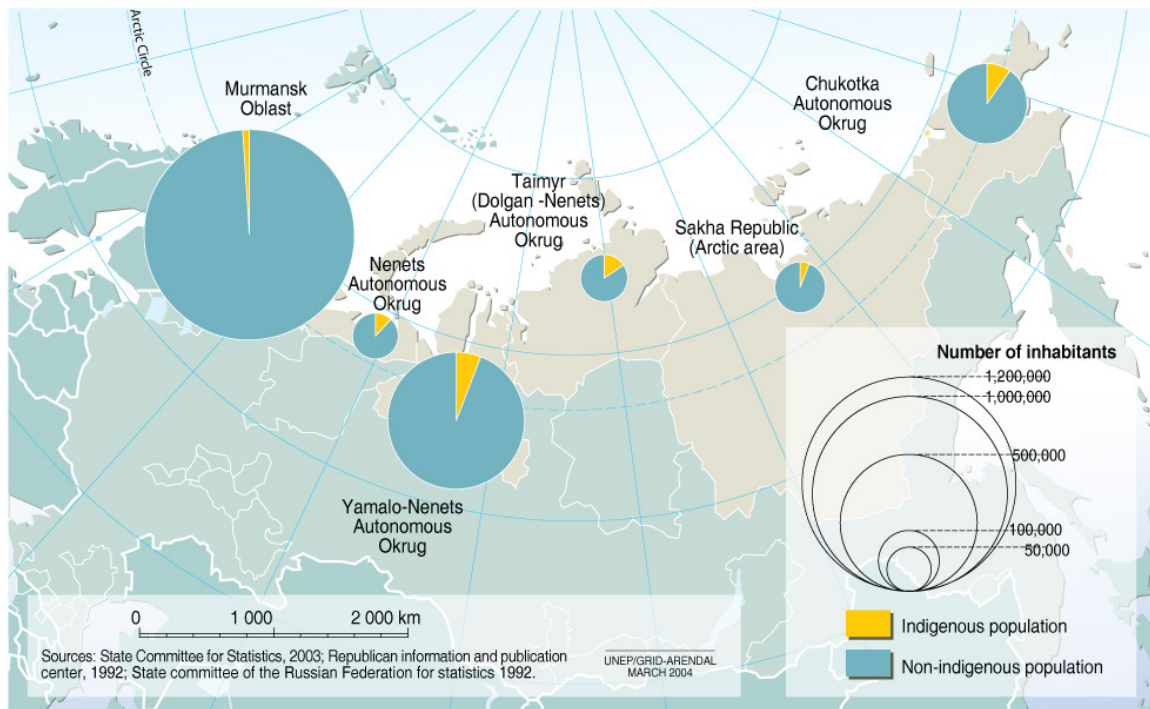 Arctic Circle
Murmansk
Oblast
Chukotka
Autonomous
Okrug
Taimyr
(Dolgan -Nenets)
Autonomous
Okrug
Sakha Republic
(Arctic area)
Nenets
Autonomous
Okrug
Yamalo-Nenets
Autonomous
Okrug
Number of inhabitants
1,200,000
1,000,000
500,000
100,000
50,000
Indigenous population
Non-indigenous population
0 1 000 2 000 km
Sources: State Committee for Statistics, 2003; Republican information and publication
center, 1992; State committee of the Russian Federation for statistics 1992.
UNEP/GRID-ARENDAL
MARCH 2004